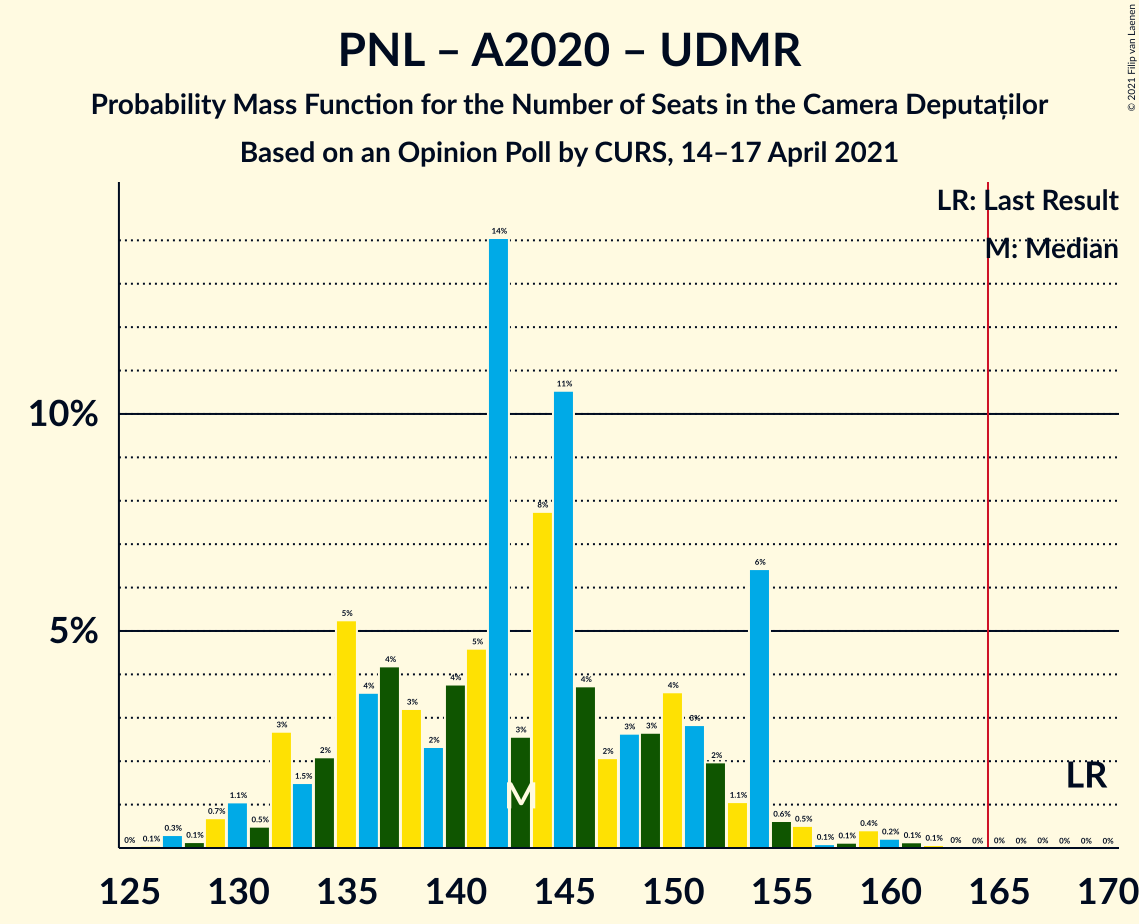 PNL – A2020 – UDMR
Probability Mass Function for the Number of Seats in the Camera Deputaților
Based on an Opinion Poll by CURS, 14–17 April 2021
© 2021 Filip van Laenen
LR: Last Result
M: Median
10%
5%
0% 0.1% 0.3% 0.1% 0.7% 1.1% 0.5% 3% 1.5% 2% 5% 4% 4% 3% 2% 4% 5% 14% 3% 8% 11% 4% 2% 3% 3% 4% 3% 2% 1.1% 6% 0.6% 0.5% 0.1% 0.1% 0.4% 0.2% 0.1% 0.1% 0% 0% 0% 0% 0% 0% 0% 0%
M
LR
125 130 135 140 145 150 155 160 165 170